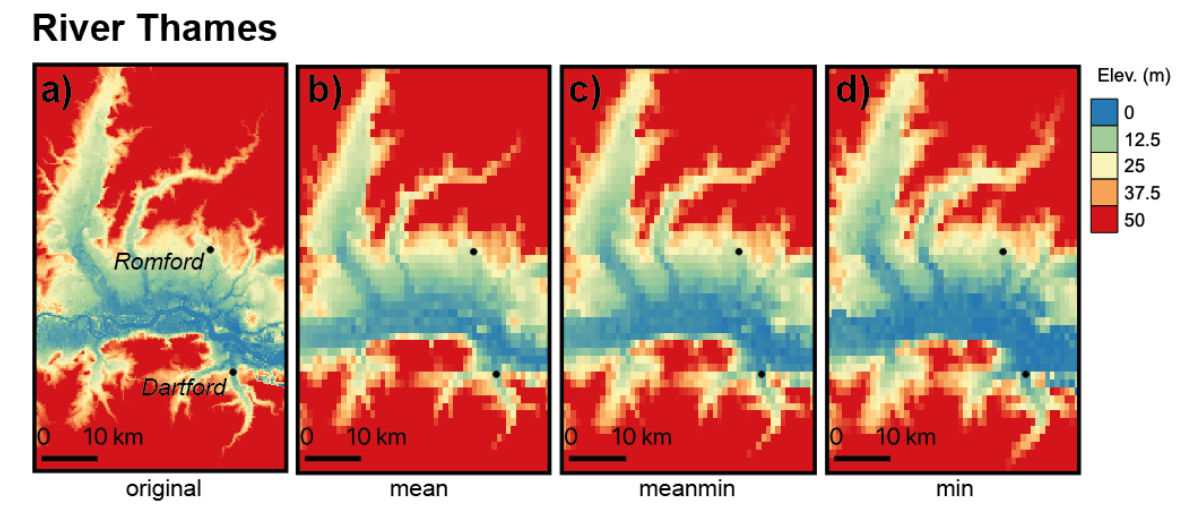 River Thames
a) b) c) d)
Elev. (m)
0
12.5
25
37.5
50
Romford
Dartford
0 10 km 0 10 km 0 10 km 0 10 km
original mean meanmin min